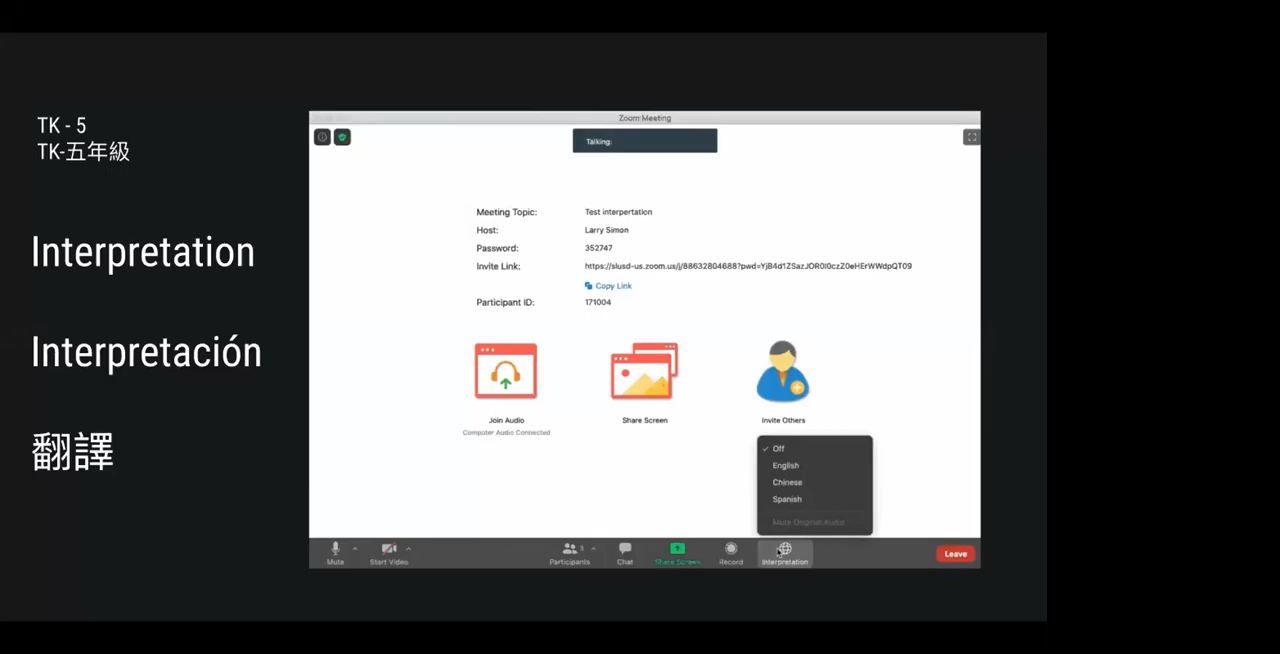 TK - 5
TK-五年級
Interpretation
Interpretación
翻譯
Zoom Meeting
Talking:
Meeting Topic: Test interpertation
Host: Larry Simon
Password: 352747
Invite Link: https://slusd-us.zoom.us/j/88632804688?pwd=YjB4d1ZSazJOR0l0czZ0eHErWWdpQT09
Copy Link
Participant ID: 171004
Join Audio
Computer Audio Connected
Share Screen
Invite Others
Off
English
Chinese
Spanish
Mute Original Audio
Mute
Start Video
Participants
1
Chat
Share Screen
Record
Interpretation
Leave